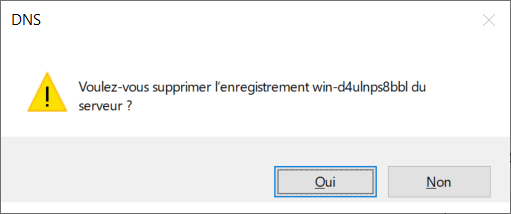 DNS
Voulez-vous supprimer l'enregistrement win-d4ulnps8bbl du
serveur ?
Oui
Non